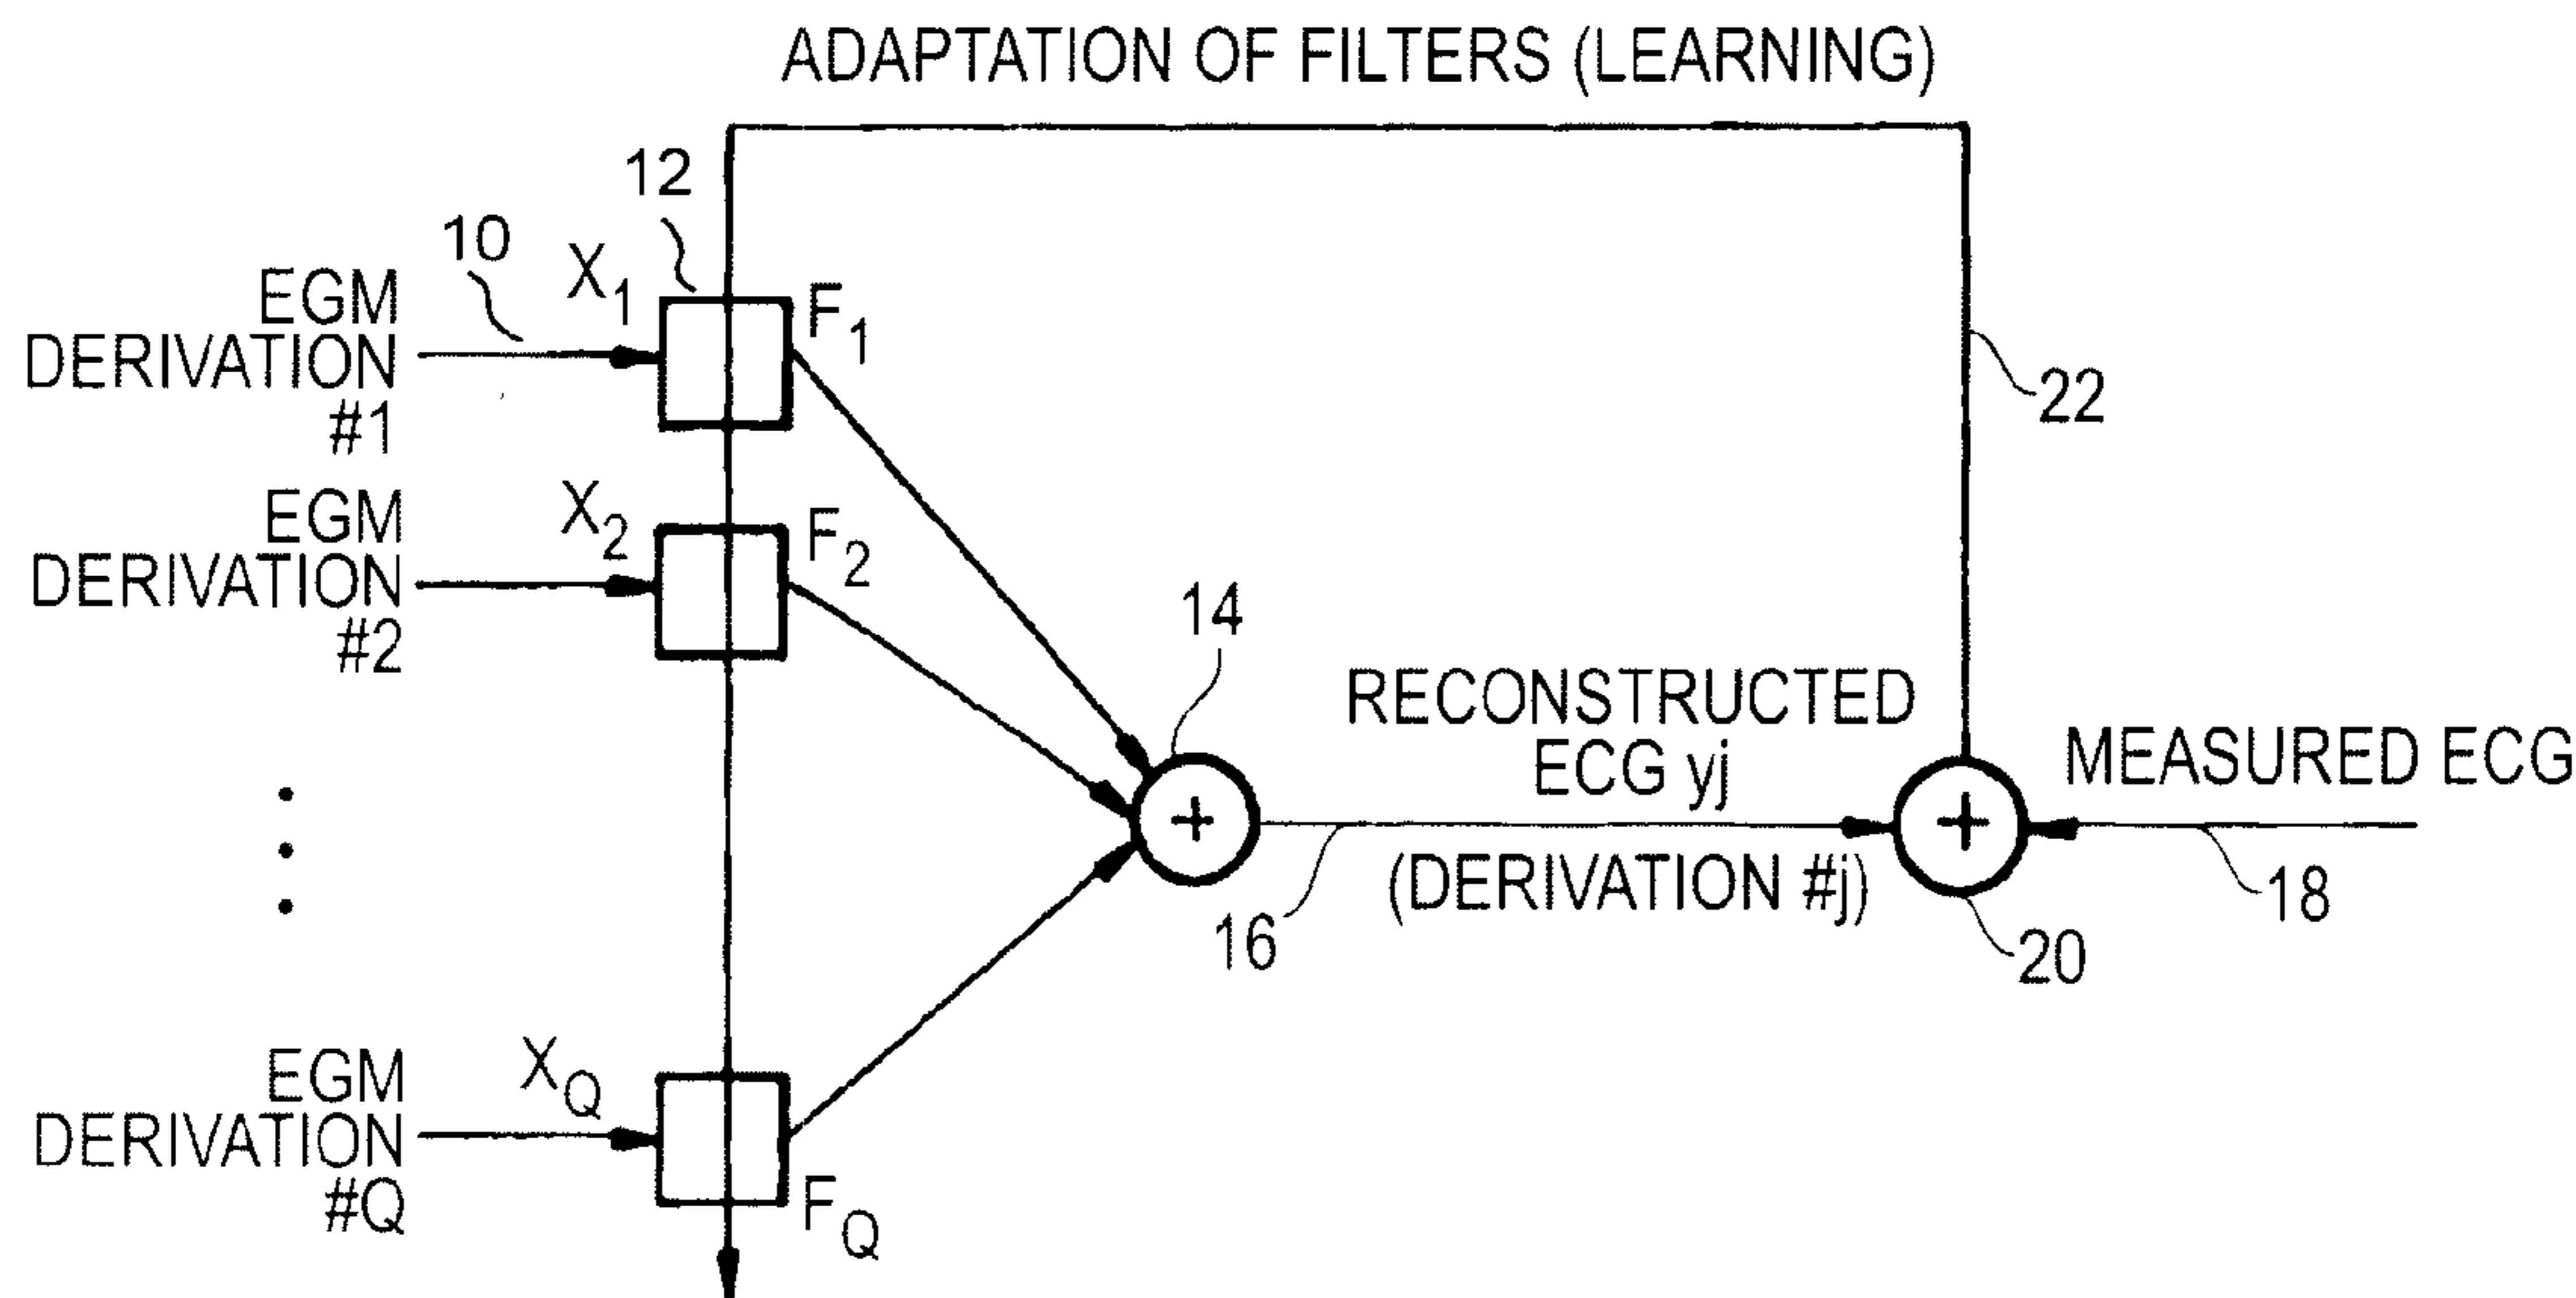 ADAPTATION OF FILTERS (LEARNING)
12
10
X1
EGM
DERIVATION
#1
F1
22
EGM
DERIVATION
#2
X2
F2
14
RECONSTRUCTED
ECG yj
(DERIVATION #j)
MEASURED ECG
16
18
20
EGM
DERIVATION
#Q
XQ
FQ